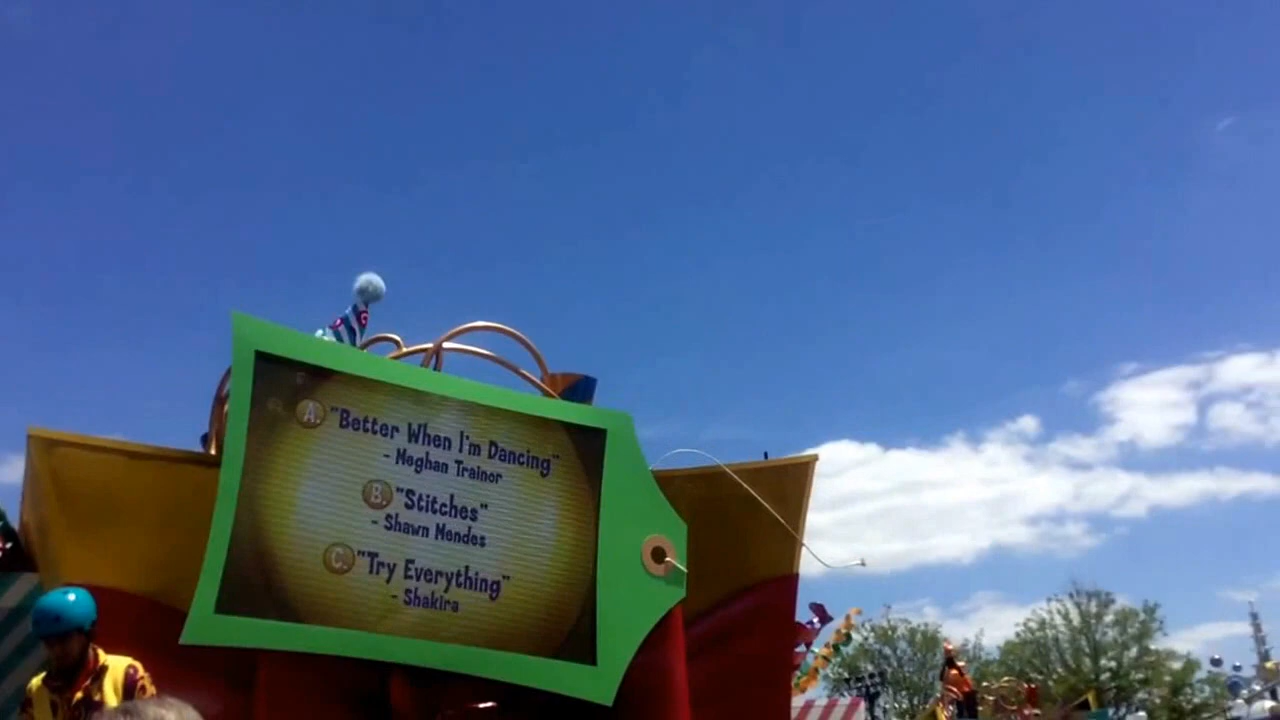 A. "Better When I'm Dancing"
- Meghan Trainor
B. "Stitches"
- Shawn Mendes
C. "Try Everything"
- Shakira